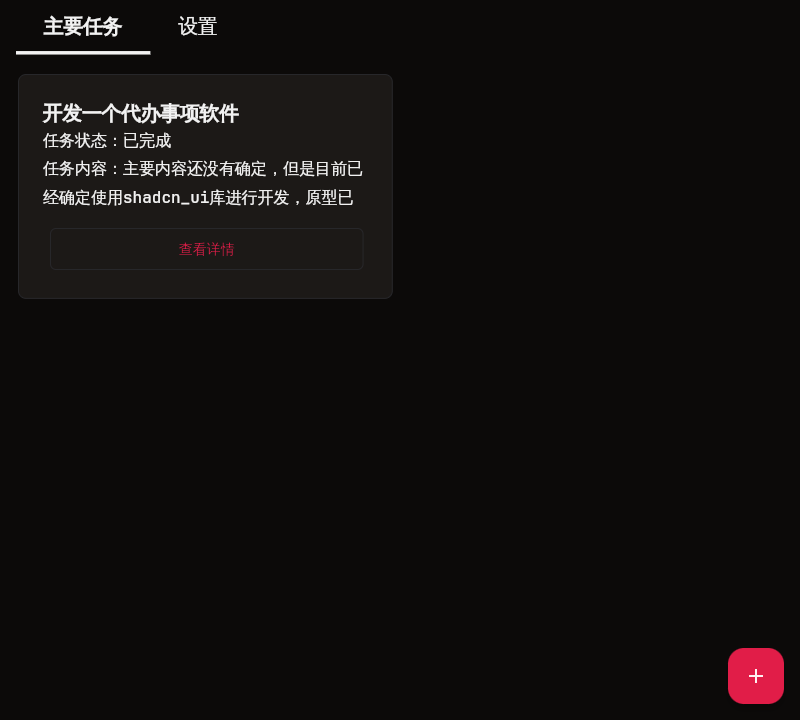 主要任务 设置
开发一个代办事项软件
任务状态：已完成
任务内容：主要内容还没有确定，但是目前已
经确定使用shadcn_ui库进行开发，原型已
查看详情
+